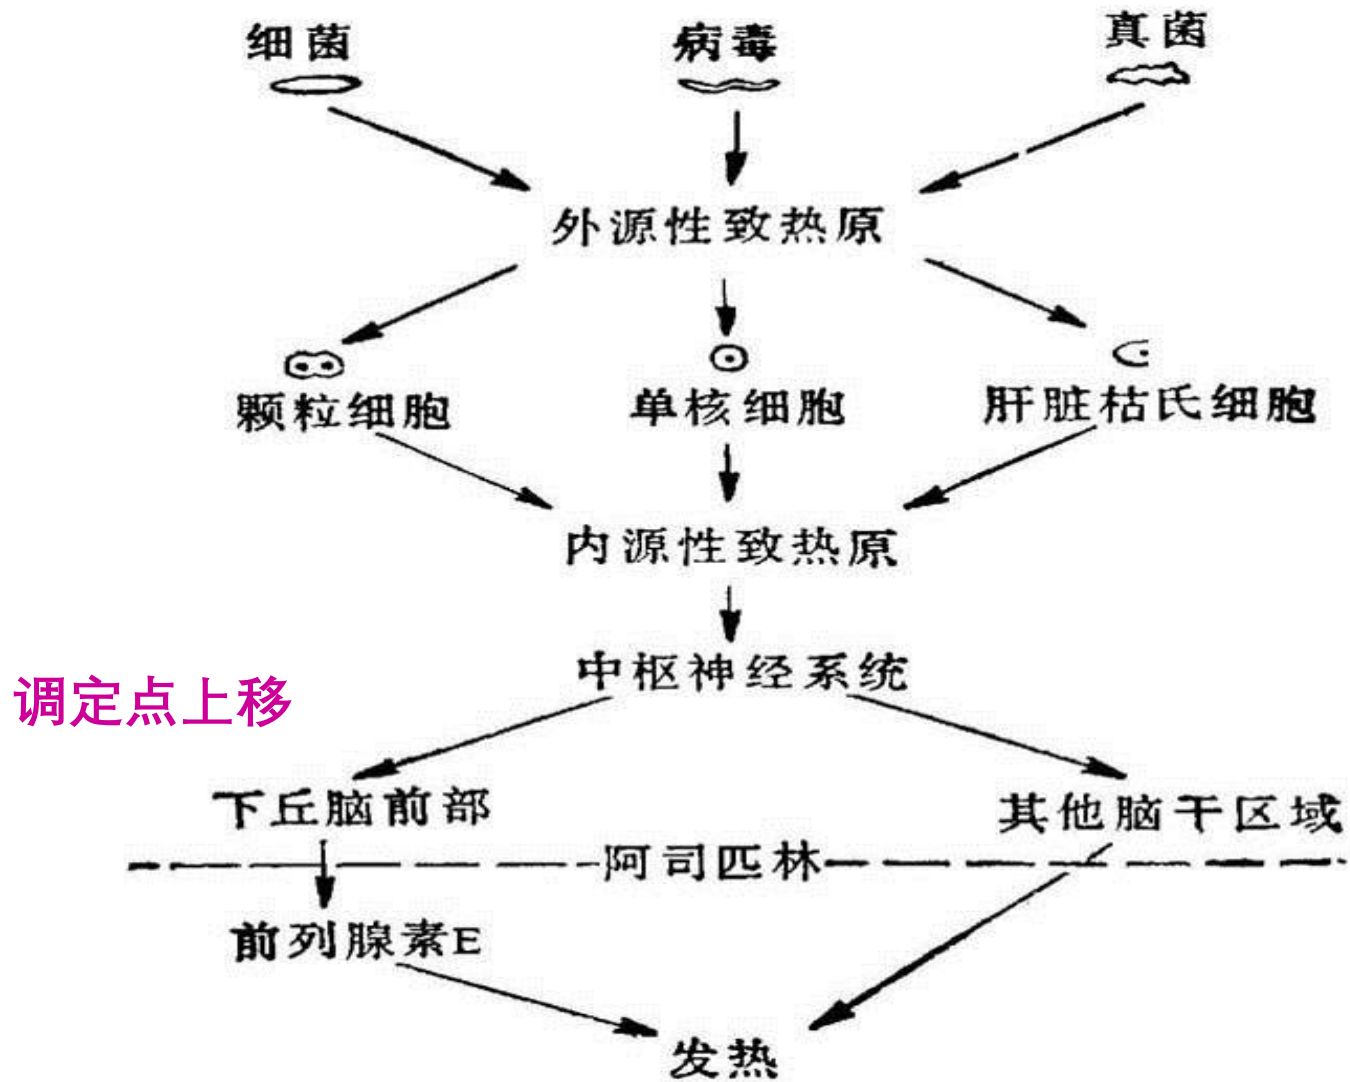 细菌
病毒
真菌
外源性致热原
颗粒细胞
单核细胞
肝脏枯氏细胞
内源性致热原
中枢神经系统
调定点上移
下丘脑前部
其他脑干区域
阿司匹林
前列腺素E
发热